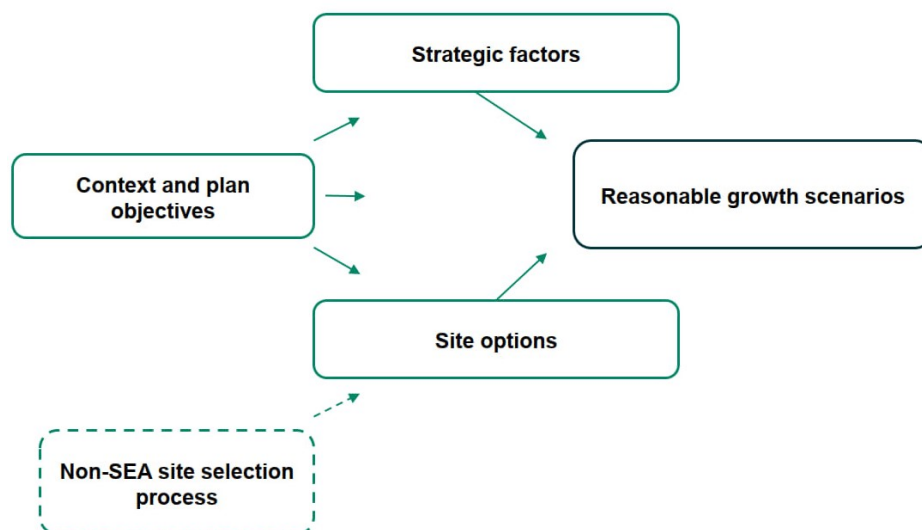 Strategic factors
Context and plan
objectives
Reasonable growth scenarios
Site options
Non-SEA site selection
process